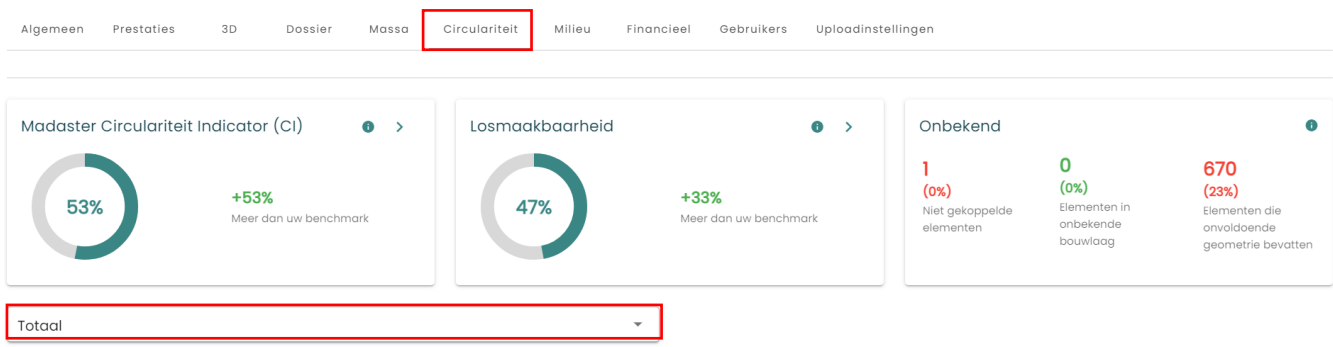 Algemeen Prestaties 3D Dossier Massa Circulariteit Milieu Financieel Gebruikers Uploadinstellingen
Madaster Circulariteit Indicator (CI)
53%
+53%
Meer dan uw benchmark
Losmaakbaarheid
47%
+33%
Meer dan uw benchmark
Onbekend
1
(0%)
Niet gekoppelde
elementen
0
(0%)
Elementen in
onbekende
bouwlaag
670
(23%)
Elementen die
onvoldoende
geometrie bevatten
Totaal